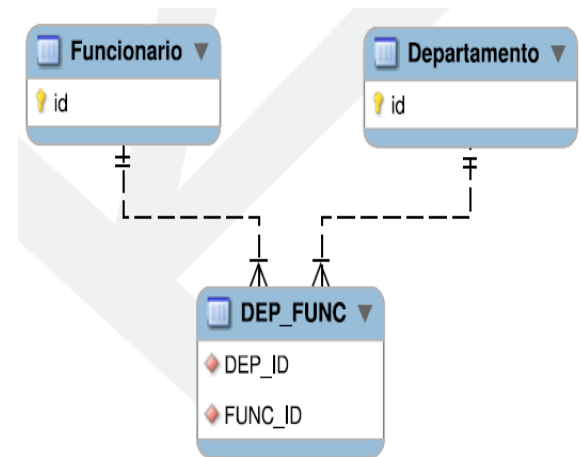 Funcionario
id
Departamento
id
DEP_FUNC
DEP_ID
FUNC_ID